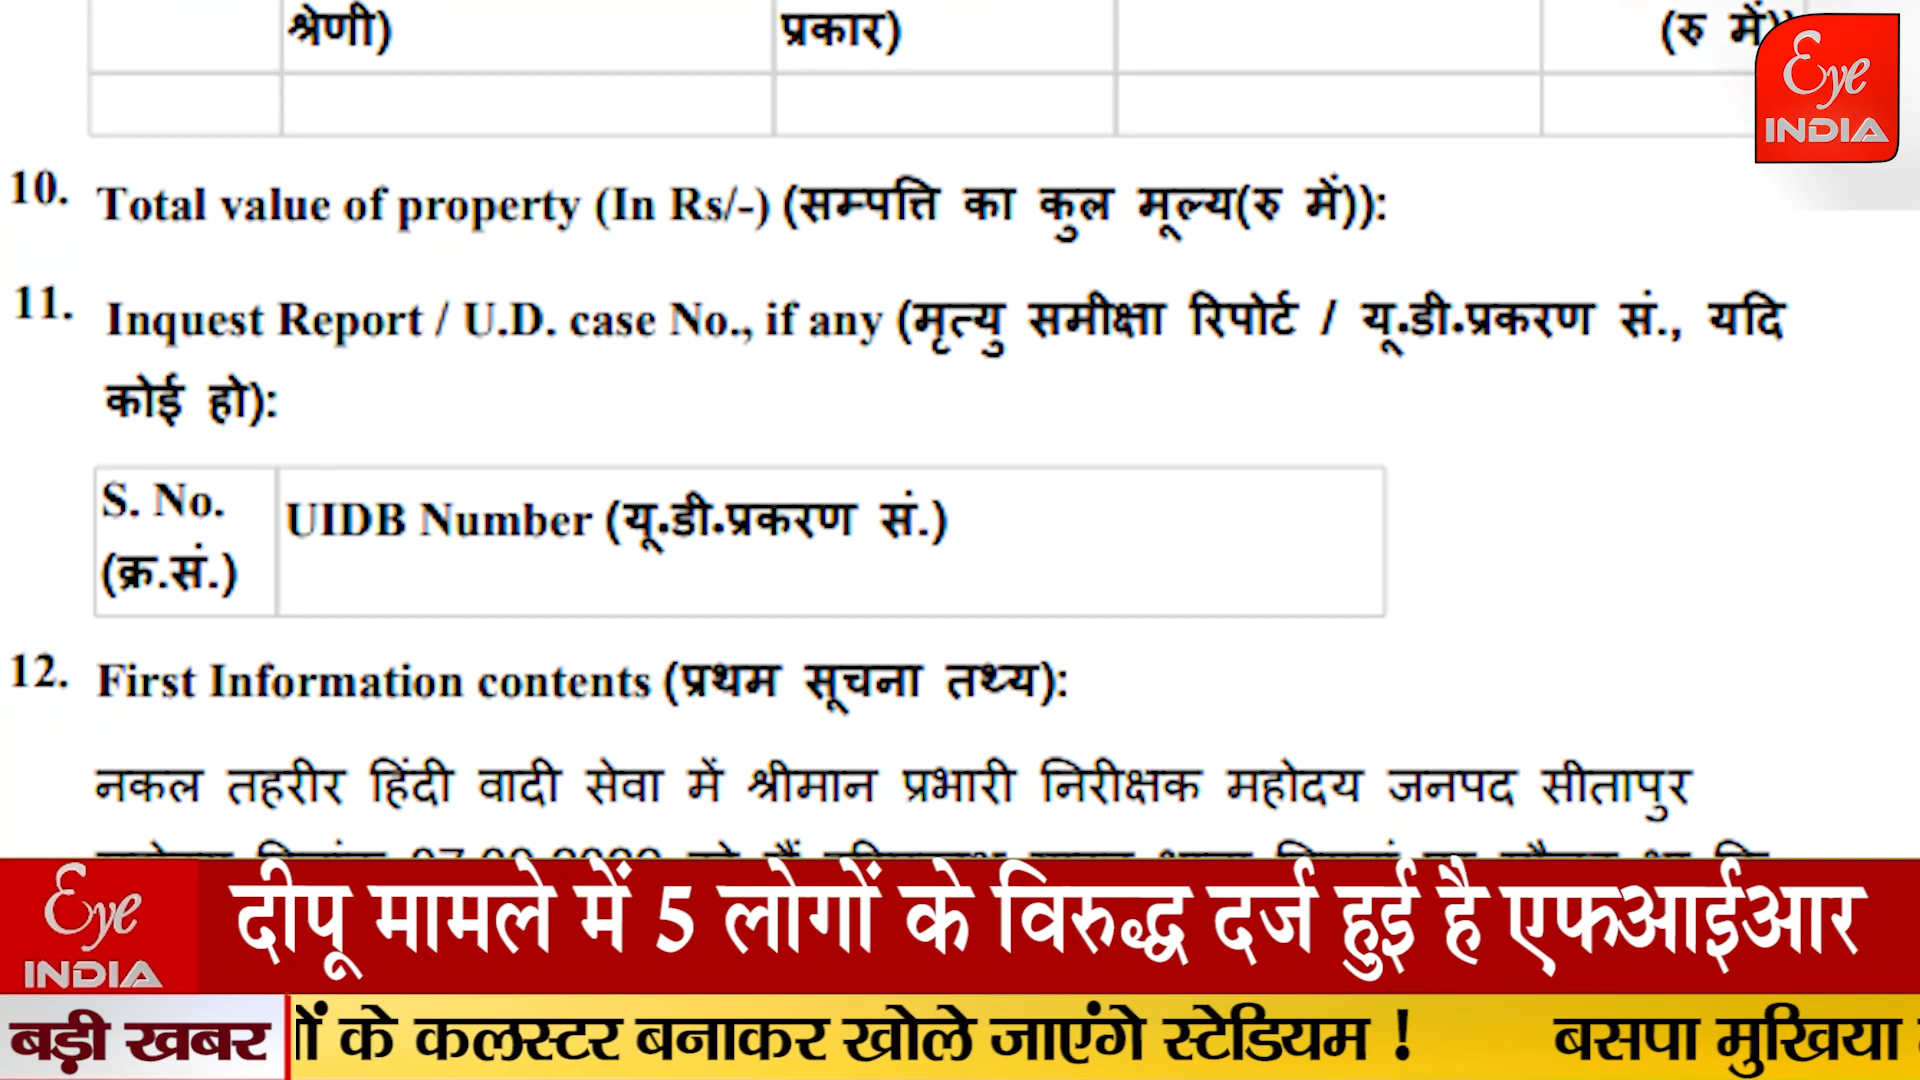 श्रेणी) प्रकार) (रु में)
Eye
INDIA
10. Total value of property (In Rs/-) (सम्पत्ति का कुल मूल्य(रु में)):
11. Inquest Report / U.D. case No., if any (मृत्यु समीक्षा रिपोर्ट / यू.डी.प्रकरण सं., यदि
कोई हो):
S. No. UIDB Number (यू.डी.प्रकरण सं.)
(क्र.सं.)
12. First Information contents (प्रथम सूचना तथ्य):
नकल तहरीर हिंदी वादी सेवा में श्रीमान प्रभारी निरीक्षक महोदय जनपद सीतापुर
Eye
INDIA
दीपू मामले में 5 लोगों के विरुद्ध दर्ज हुई है एफआईआर
बड़ी खबर के कलस्टर बनाकर खोले जाएंगे स्टेडियम ! बसपा मुखिया